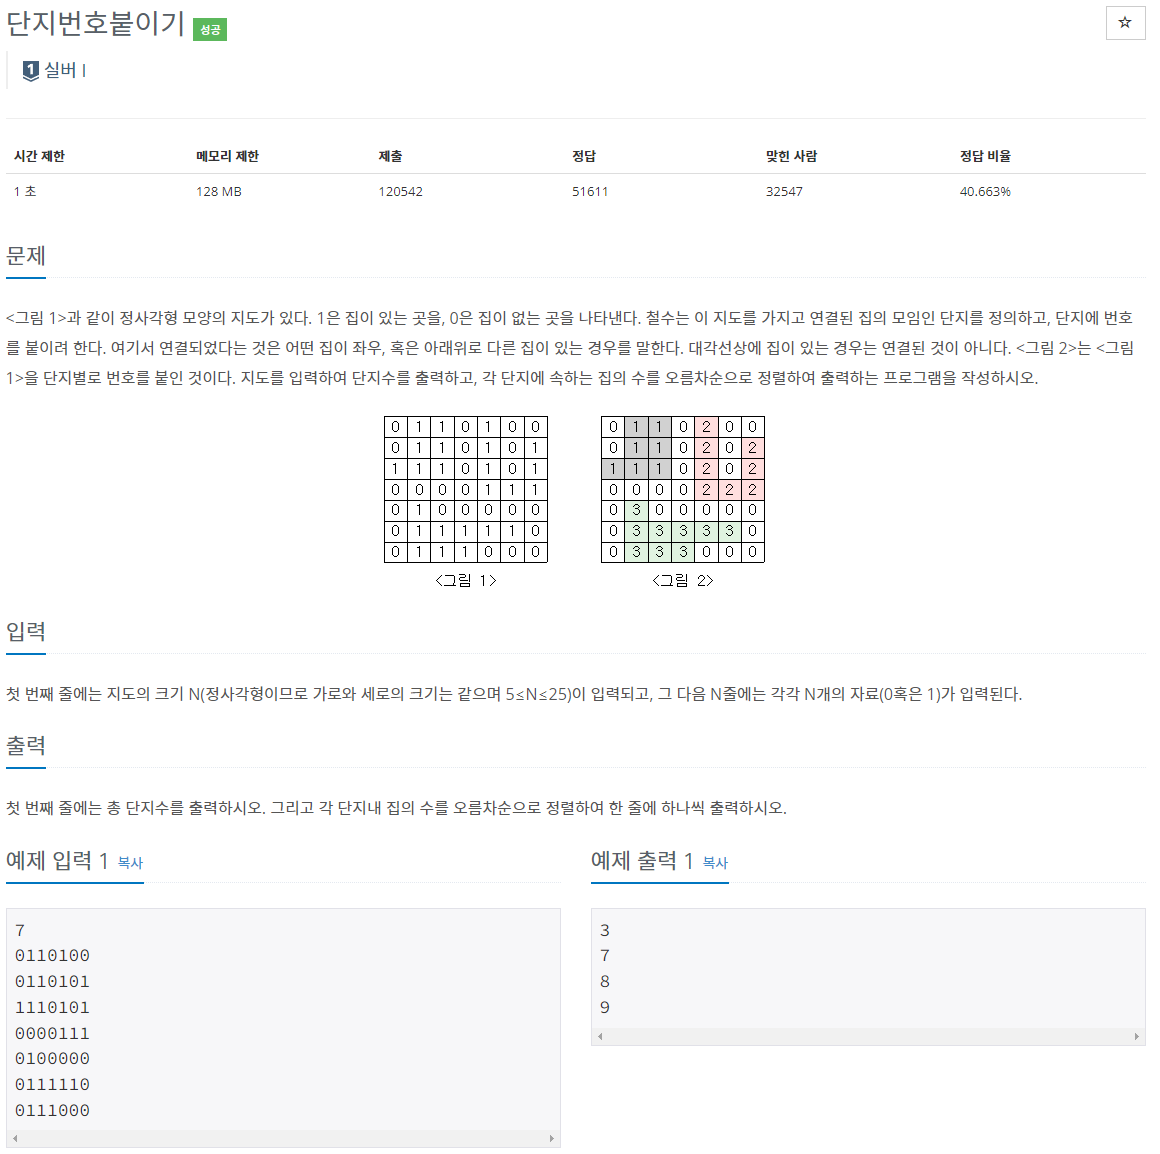 단지번호붙이기 성공
☆
1 실버 I
시간 제한 메모리 제한 제출 정답 맞힌 사람 정답 비율
1 초 128 MB 120542 51611 32547 40.663%
문제
<그림 1>과 같이 정사각형 모양의 지도가 있다. 1은 집이 있는 곳을, 0은 집이 없는 곳을 나타낸다. 철수는 이 지도를 가지고 연결된 집의 모임인 단지를 정의하고, 단지에 번호
를 붙이려 한다. 여기서 연결되었다는 것은 어떤 집이 좌우, 혹은 아래위로 다른 집이 있는 경우를 말한다. 대각선상에 집이 있는 경우는 연결된 것이 아니다. <그림 2>는 <그림
1>을 단지별로 번호를 붙인 것이다. 지도를 입력하여 단지수를 출력하고, 각 단지에 속하는 집의 수를 오름차순으로 정렬하여 출력하는 프로그램을 작성하시오.
0 1 1 0 1 0 0
0 1 1 0 1 0 1
1 1 1 0 1 0 1
0 0 0 0 1 1 1
0 1 0 0 0 0 0
0 1 1 1 1 1 0
0 1 1 1 0 0 0
<그림 1>
0 1 1 0 2 0 0
0 1 1 0 2 0 2
1 1 1 0 2 0 2
0 0 0 0 2 2 2
0 3 0 0 0 0 0
0 3 3 3 3 3 0
0 3 3 3 0 0 0
<그림 2>
입력
첫 번째 줄에는 지도의 크기 N(정사각형이므로 가로와 세로의 크기는 같으며 5≤N≤25)이 입력되고, 그 다음 N줄에는 각각 N개의 자료(0혹은 1)가 입력된다.
출력
첫 번째 줄에는 총 단지수를 출력하시오. 그리고 각 단지내 집의 수를 오름차순으로 정렬하여 한 줄에 하나씩 출력하시오.
예제 입력 1 복사
7
0110100
0110101
1110101
0000111
0100000
0111110
0111000
예제 출력 1 복사
3
7
8
9